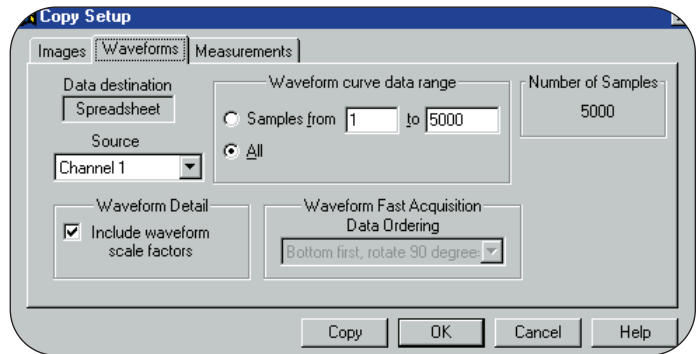 Copy Setup
Images Waveforms Measurements
Data destination
Spreadsheet
Source
Channel 1
Waveform curve data range
Samples from 1 to 5000
All
Number of Samples
5000
Waveform Detail
Include waveform
scale factors
Waveform Fast Acquisition
Data Ordering
Bottom first, rotate 90 degree
Copy OK Cancel Help